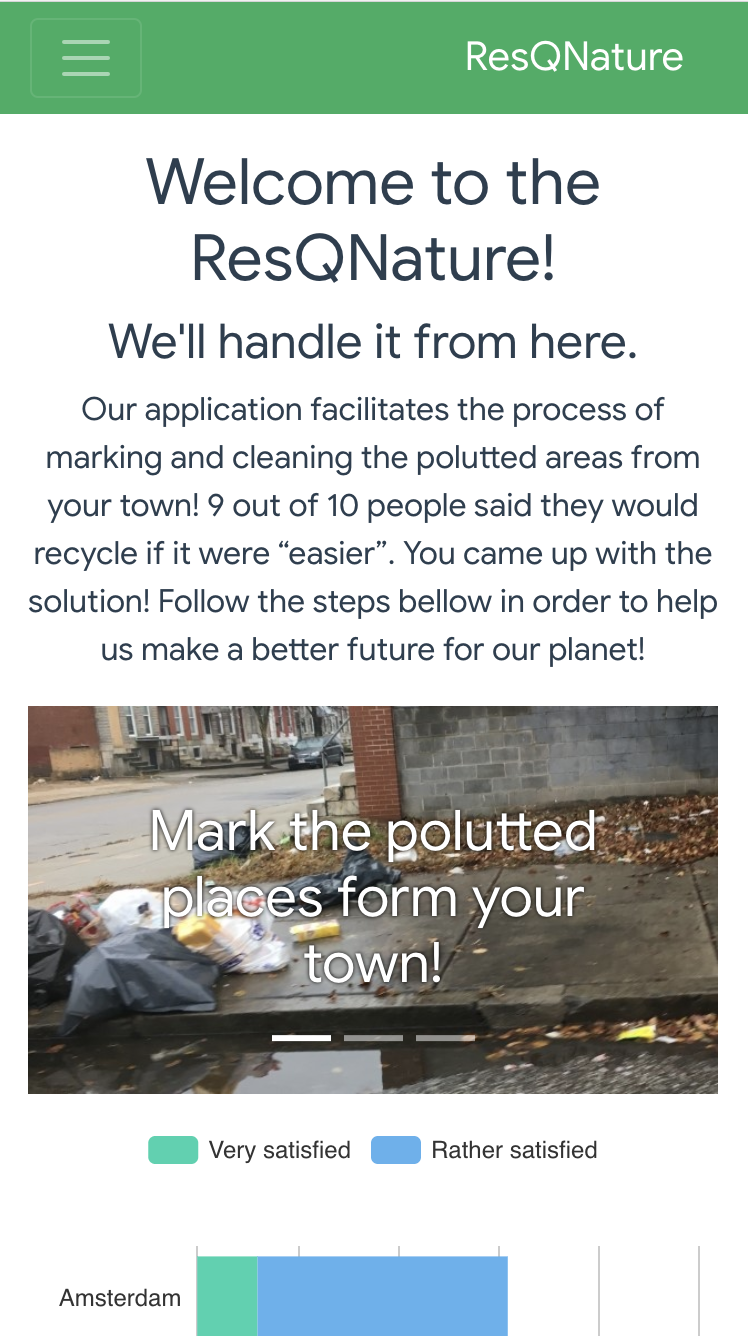 ResQNature
Welcome to the
ResQNature!
We'll handle it from here.
Our application facilitates the process of
marking and cleaning the polutted areas from
your town! 9 out of 10 people said they would
recycle if it were “easier”. You came up with the
solution! Follow the steps bellow in order to help
us make a better future for our planet!
Mark the polutted
places form your
town!
Very satisfied
Rather satisfied
Amsterdam